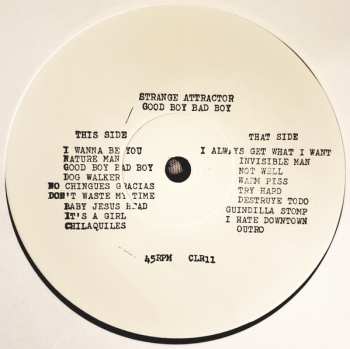 STRANGE ATTRACTOR
GOOD BOY BAD BOY
THIS SIDE
I WANNA BE YOU
NATURE MAN
GOOD BOY BAD BOY
DOG WALKER
NO CHINGUES GRACIAS
DON'T WASTE MY TIME
BABY JESUS HEAD
IT'S A GIRL
CHILAQUILES
THAT SIDE
I ALWAYS GET WHAT I WANT
INVISIBLE MAN
NOT WELL
WARM PISS
TRY HARD
DESTRUYE TODO
GUINDILLA STOMP
I HATE DOWNTOWN
OUTRO
45RPM CLR11